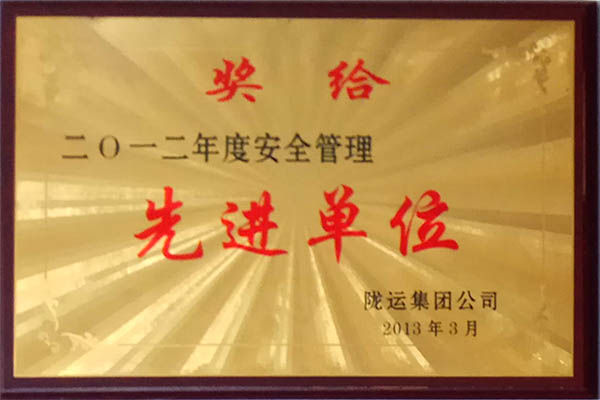 奖给
二〇一二年度安全管理
先进单位
陇运集团公司
2013年3月